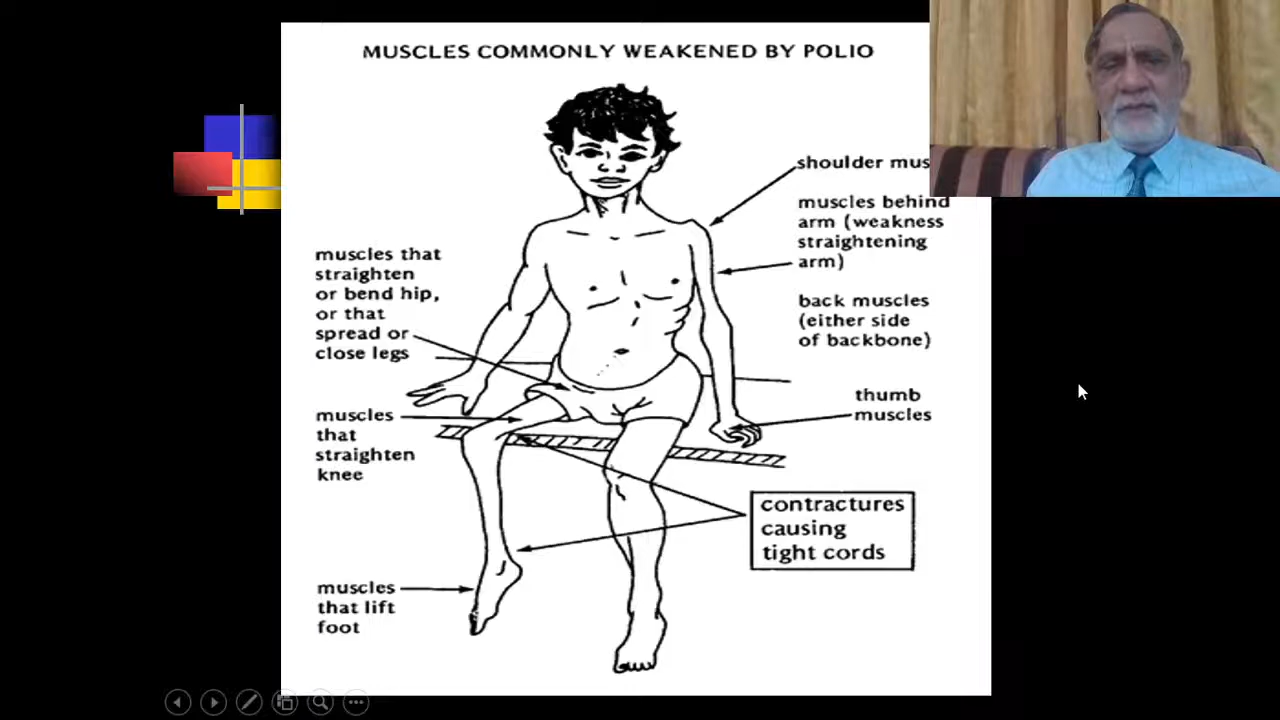 MUSCLES COMMONLY WEAKENED BY POLIO
shoulder mus
muscles behind
arm (weakness
straightening
arm)
muscles that
straighten
or bend hip,
or that
spread or
close legs
back muscles
(either side
of backbone)
thumb
muscles
muscles
that
straighten
knee
contractures
causing
tight cords
muscles
that lift
foot